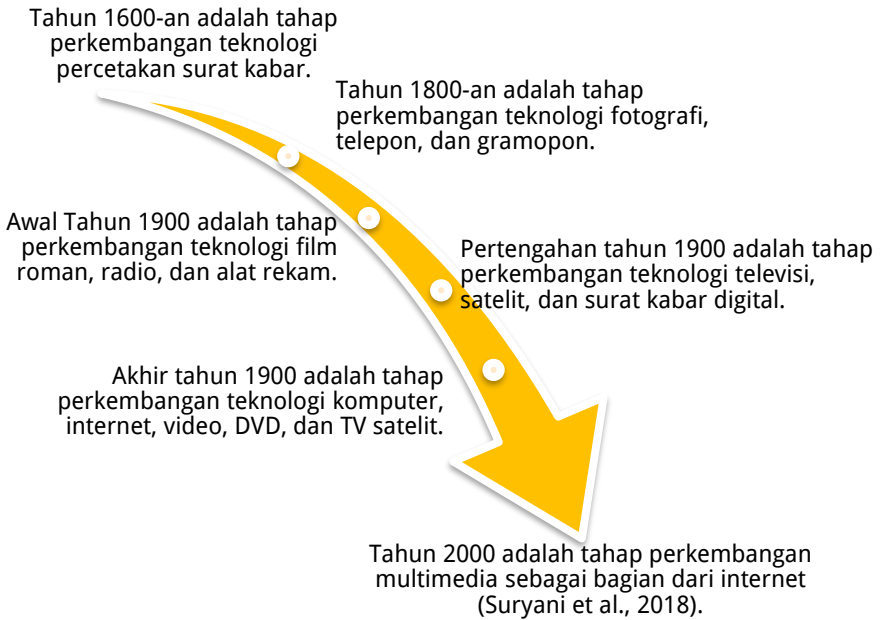 Tahun 1600-an adalah tahap
perkembangan teknologi
percetakan surat kabar.
Tahun 1800-an adalah tahap
perkembangan teknologi fotografi,
telepon, dan gramopon.
Awal Tahun 1900 adalah tahap
perkembangan teknologi film
roman, radio, dan alat rekam.
Pertengahan tahun 1900 adalah tahap
perkembangan teknologi televisi,
satelit, dan surat kabar digital.
Akhir tahun 1900 adalah tahap
perkembangan teknologi komputer,
internet, video, DVD, dan TV satelit.
Tahun 2000 adalah tahap perkembangan
multimedia sebagai bagian dari internet
(Suryani et al., 2018).